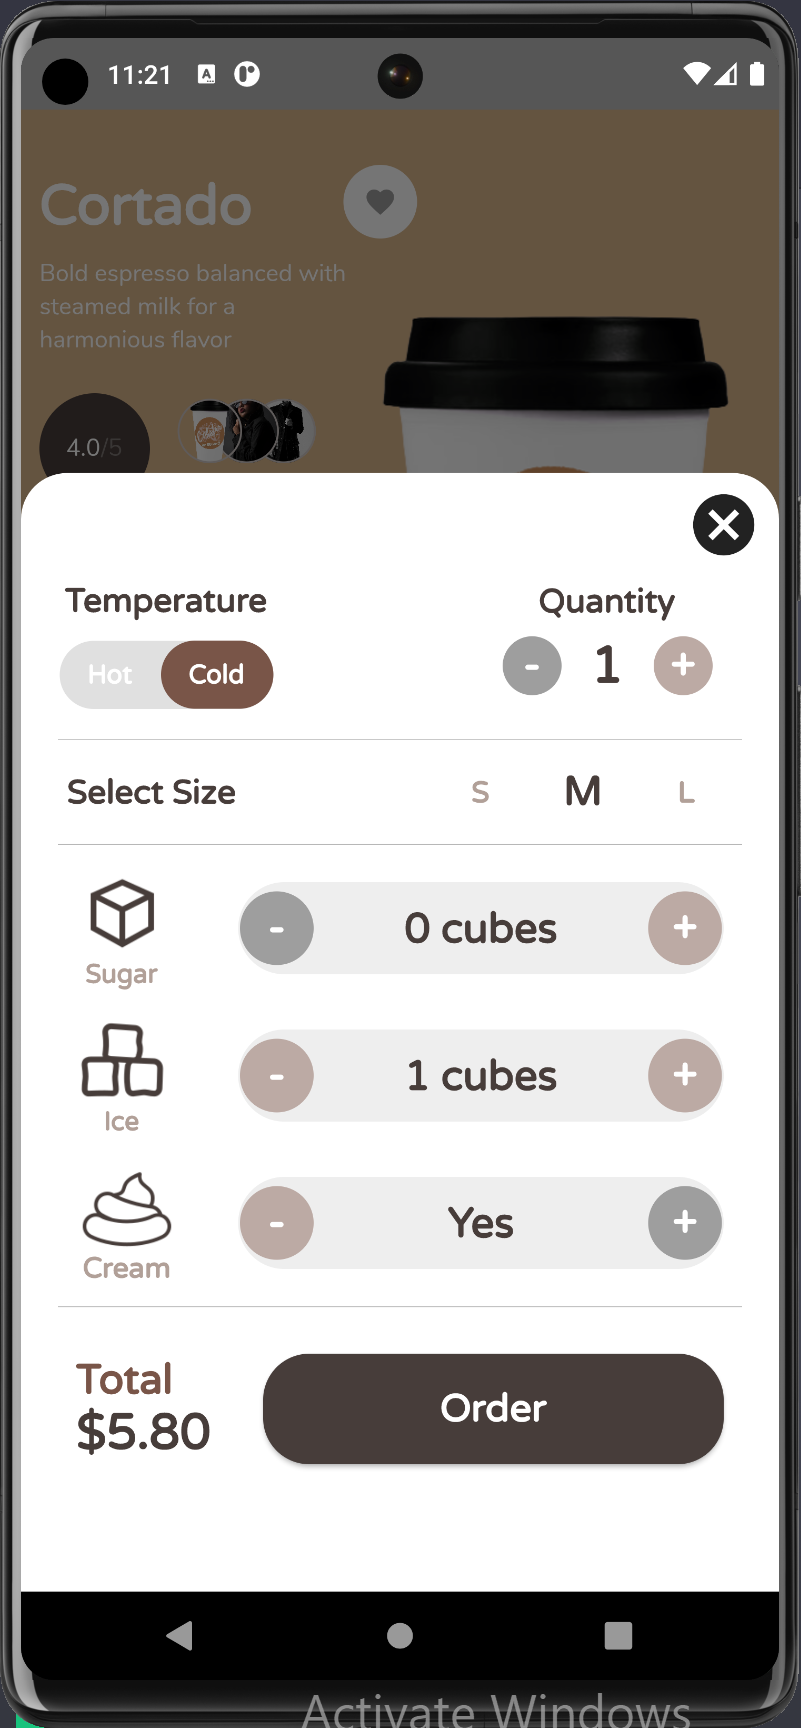 11:21
Cortado
Bold espresso balanced with
steamed milk for a
harmonious flavor
4.0/5
Temperature
Quantity
Hot Cold
- 1 +
Select Size
S M L
- 0 cubes +
Sugar
- 1 cubes +
Ice
- Yes +
Cream
Total
$5.80
Order
Activate Windows